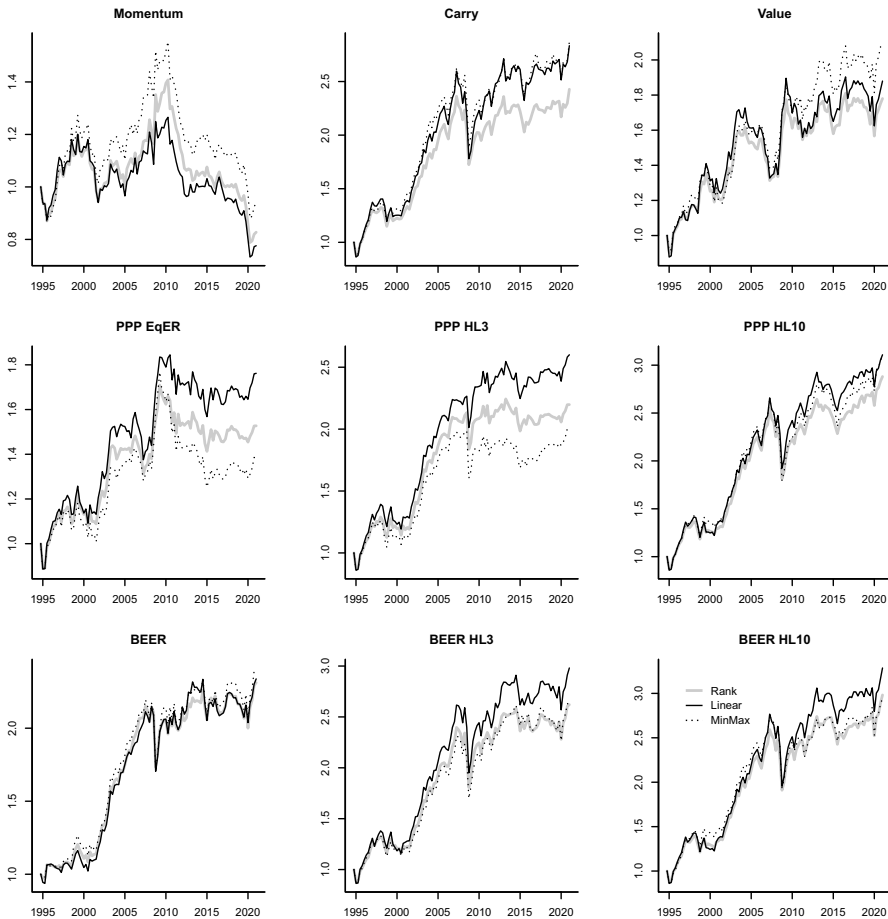 Momentum
0.8 1.0 1.2 1.4
1995 2000 2005 2010 2015 2020
Carry
1.0 1.5 2.0 2.5
1995 2000 2005 2010 2015 2020
Value
1.0 1.2 1.4 1.6 1.8 2.0
1995 2000 2005 2010 2015 2020
PPP EqER
1.0 1.2 1.4 1.6 1.8
1995 2000 2005 2010 2015 2020
PPP HL3
1.0 1.5 2.0 2.5
1995 2000 2005 2010 2015 2020
PPP HL10
1.0 1.5 2.0 2.5 3.0
1995 2000 2005 2010 2015 2020
BEER
1.0 1.5 2.0
1995 2000 2005 2010 2015 2020
BEER HL3
1.0 1.5 2.0 2.5 3.0
1995 2000 2005 2010 2015 2020
BEER HL10
1.0 1.5 2.0 2.5 3.0
Rank
Linear
MinMax
1995 2000 2005 2010 2015 2020